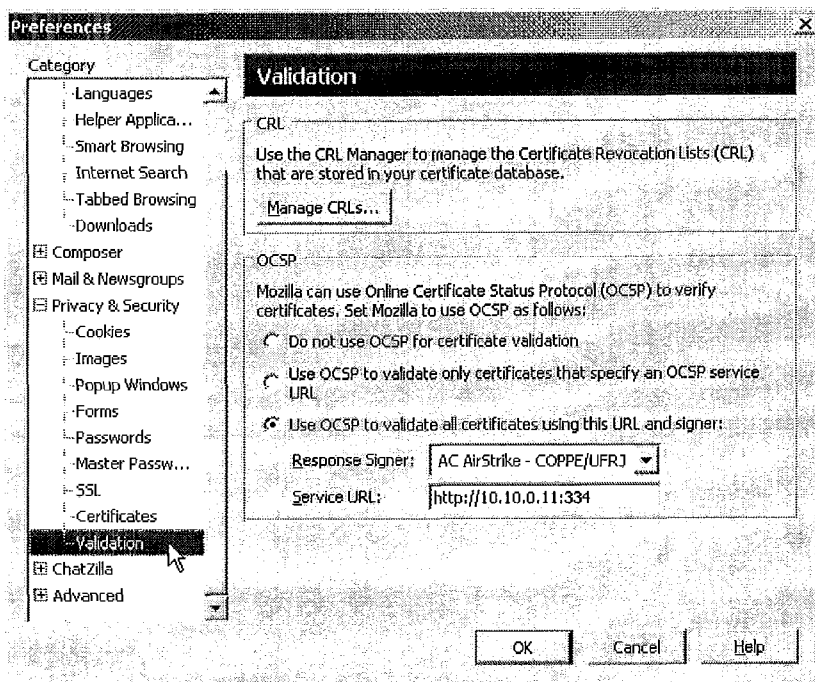 Preferences
Category
Languages
Helper Applica...
Smart Browsing
Internet Search
Tabbed Browsing
Downloads
Composer
Mail & Newsgroups
Privacy & Security
Cookies
Images
Popup Windows
Forms
Passwords
Master Passw...
SSL
Certificates
Validation
ChatZilla
Advanced
Validation
CRL
Use the CRL Manager to manage the Certificate Revocation Lists (CRL)
that are stored in your certificate database.
Manage CRLs...
OCSP
Mozilla can use Online Certificate Status Protocol (OCSP) to verify
certificates. Set Mozilla to use OCSP as follows:
Do not use OCSP for certificate validation
Use OCSP to validate only certificates that specify an OCSP service
URL
Use OCSP to validate all certificates using this URL and signer:
Response Signer: AC AirStrike - COPPE/UFRJ
Service URL: http://10.10.0.11:334
OK Cancel Help